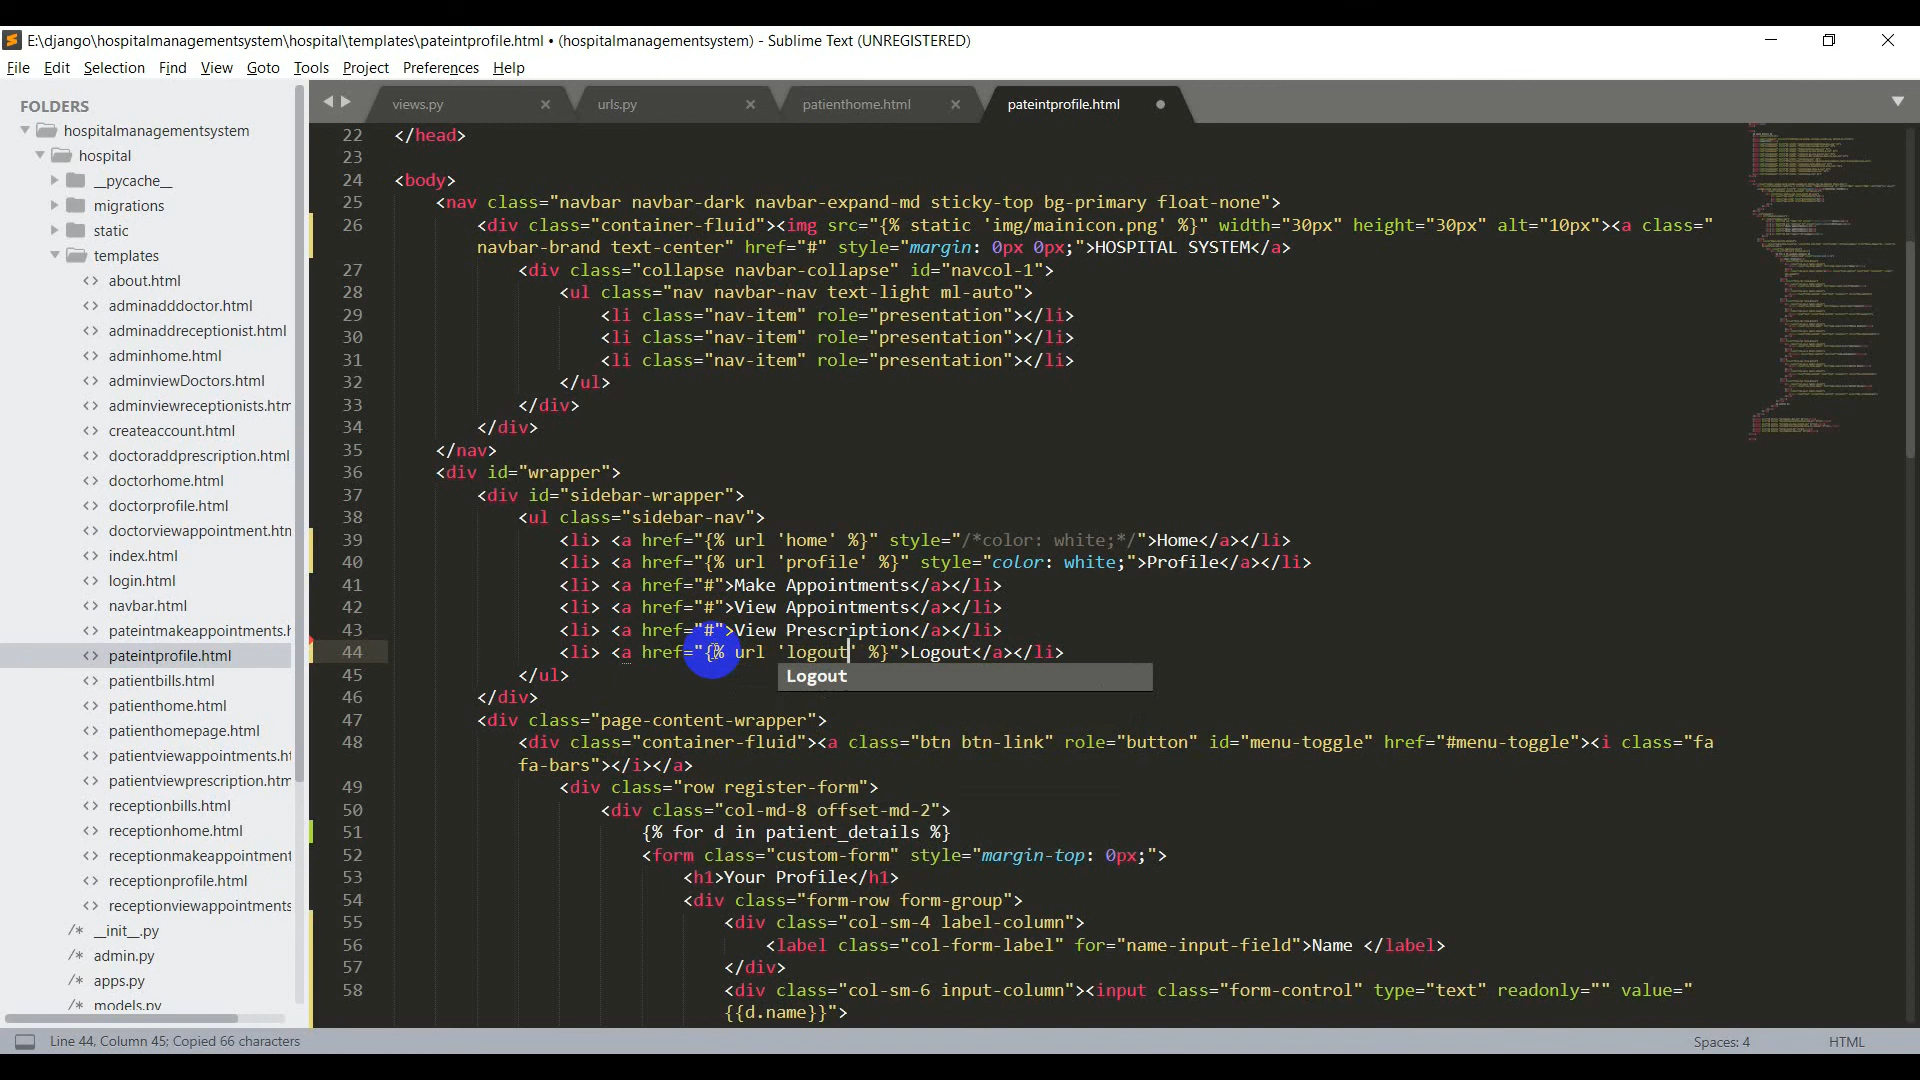 E:\django\hospitalmanagementsystem\hospital\templates\pateintprofile.html • (hospitalmanagementsystem) - Sublime Text (UNREGISTERED)
File Edit Selection Find View Goto Tools Project Preferences Help
FOLDERS
hospitalmanagementsystem
hospital
__pycache__
migrations
static
templates
about.html
adminadddoctor.html
adminaddreceptionist.html
adminhome.html
adminviewDoctors.html
adminviewreceptionists.htm
createaccount.html
doctoraddprescription.html
doctorhome.html
doctorprofile.html
doctorviewappointment.htn
index.html
login.html
navbar.html
pateintmakeappointments.h
pateintprofile.html
patientbills.html
patienthome.html
patienthomepage.html
patientviewappointments.ht
patientviewprescription.htm
receptionbills.html
receptionhome.html
receptionmakeappointment
receptionprofile.html
receptionviewappointments
/* __init__.py
/* admin.py
/* apps.py
/* models.py
views.py × urls.py × patienthome.html × pateintprofile.html
22 </head>
23
24 <body>
25 <nav class="navbar navbar-dark navbar-expand-md sticky-top bg-primary float-none">
26 <div class="container-fluid"><img src="{% static 'img/mainicon.png' %}" width="30px" height="30px" alt="10px"><a class="
navbar-brand text-center" href="#" style="margin: 0px 0px;">HOSPITAL SYSTEM</a>
27 <div class="collapse navbar-collapse" id="navcol-1">
28 <ul class="nav navbar-nav text-light ml-auto">
29 <li class="nav-item" role="presentation"></li>
30 <li class="nav-item" role="presentation"></li>
31 <li class="nav-item" role="presentation"></li>
32 </ul>
33 </div>
34 </div>
35 </nav>
36 <div id="wrapper">
37 <div id="sidebar-wrapper">
38 <ul class="sidebar-nav">
39 <li> <a href="{% url 'home' %}" style="/*color: white;*/">Home</a></li>
40 <li> <a href="{% url 'profile' %}" style="color: white;">Profile</a></li>
41 <li> <a href="#">Make Appointments</a></li>
42 <li> <a href="#">View Appointments</a></li>
43 <li> <a href="#">View Prescription</a></li>
44 <li> <a href="{% url 'logout' %}">Logout</a></li>
Logout
45 </ul>
46 </div>
47 <div class="page-content-wrapper">
48 <div class="container-fluid"><a class="btn btn-link" role="button" id="menu-toggle" href="#menu-toggle"><i class="fa
fa-bars"></i></a>
49 <div class="row register-form">
50 <div class="col-md-8 offset-md-2">
51 {% for d in patient_details %}
52 <form class="custom-form" style="margin-top: 0px;">
53 <h1>Your Profile</h1>
54 <div class="form-row form-group">
55 <div class="col-sm-4 label-column">
56 <label class="col-form-label" for="name-input-field">Name </label>
57 </div>
58 <div class="col-sm-6 input-column"><input class="form-control" type="text" readonly="" value="
{{d.name}}">
Line 44, Column 45; Copied 66 characters
Spaces: 4 HTML